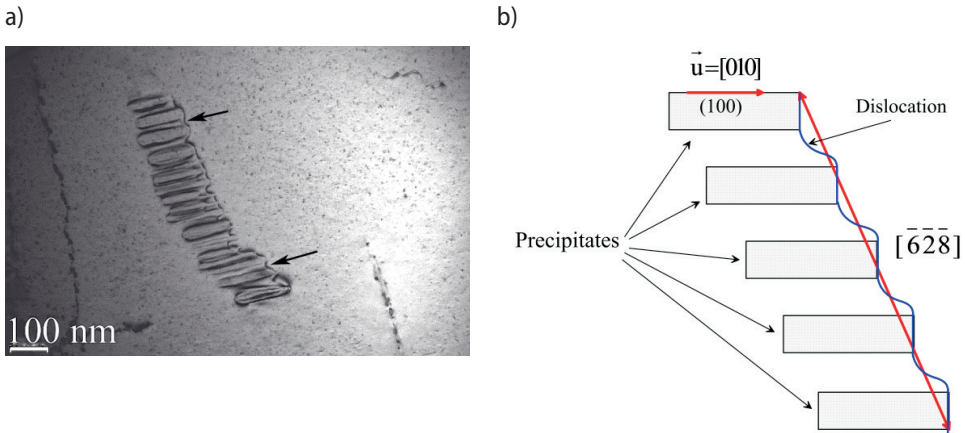 a)
100 nm
b)
u⃗=[010]
(100)
Dislocation
Precipitates
[6̅2̅8̅]